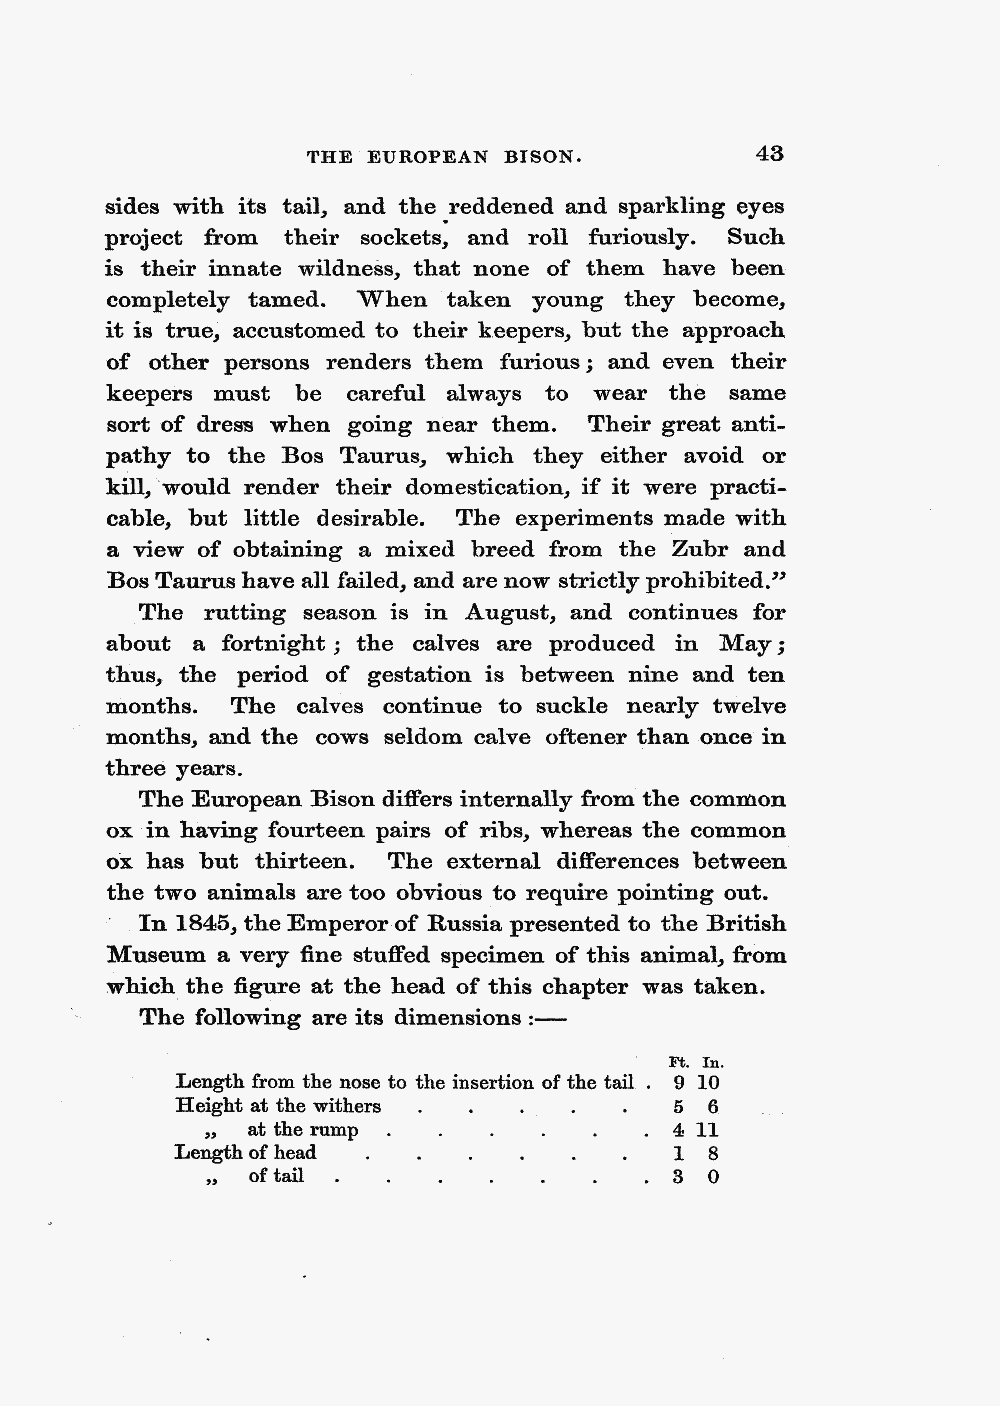 THE EUROPEAN BISON. 43
sides with its tail, and the reddened and sparkling eyes
project from their sockets, and roll furiously. Such
is their innate wildness, that none of them have been
completely tamed. When taken young they become,
it is true, accustomed to their keepers, but the approach
of other persons renders them furious; and even their
keepers must be careful always to wear the same
sort of dress when going near them. Their great anti-
pathy to the Bos Taurus, which they either avoid or
kill, would render their domestication, if it were practi-
cable, but little desirable. The experiments made with
a view of obtaining a mixed breed from the Zubr and
Bos Taurus have all failed, and are now strictly prohibited.”
The rutting season is in August, and continues for
about a fortnight; the calves are produced in May;
thus, the period of gestation is between nine and ten
months. The calves continue to suckle nearly twelve
months, and the cows seldom calve oftener than once in
three years.
The European Bison differs internally from the common
ox in having fourteen pairs of ribs, whereas the common
ox has but thirteen. The external differences between
the two animals are too obvious to require pointing out.
In 1845, the Emperor of Russia presented to the British
Museum a very fine stuffed specimen of this animal, from
which the figure at the head of this chapter was taken.
The following are its dimensions :—
Ft. In.
Length from the nose to the insertion of the tail . 9 10
Height at the withers . . . . . 5 6
„ at the rump . . . . . . 4 11
Length of head . . . . . . 1 8
„ of tail . . . . . . . 3 0